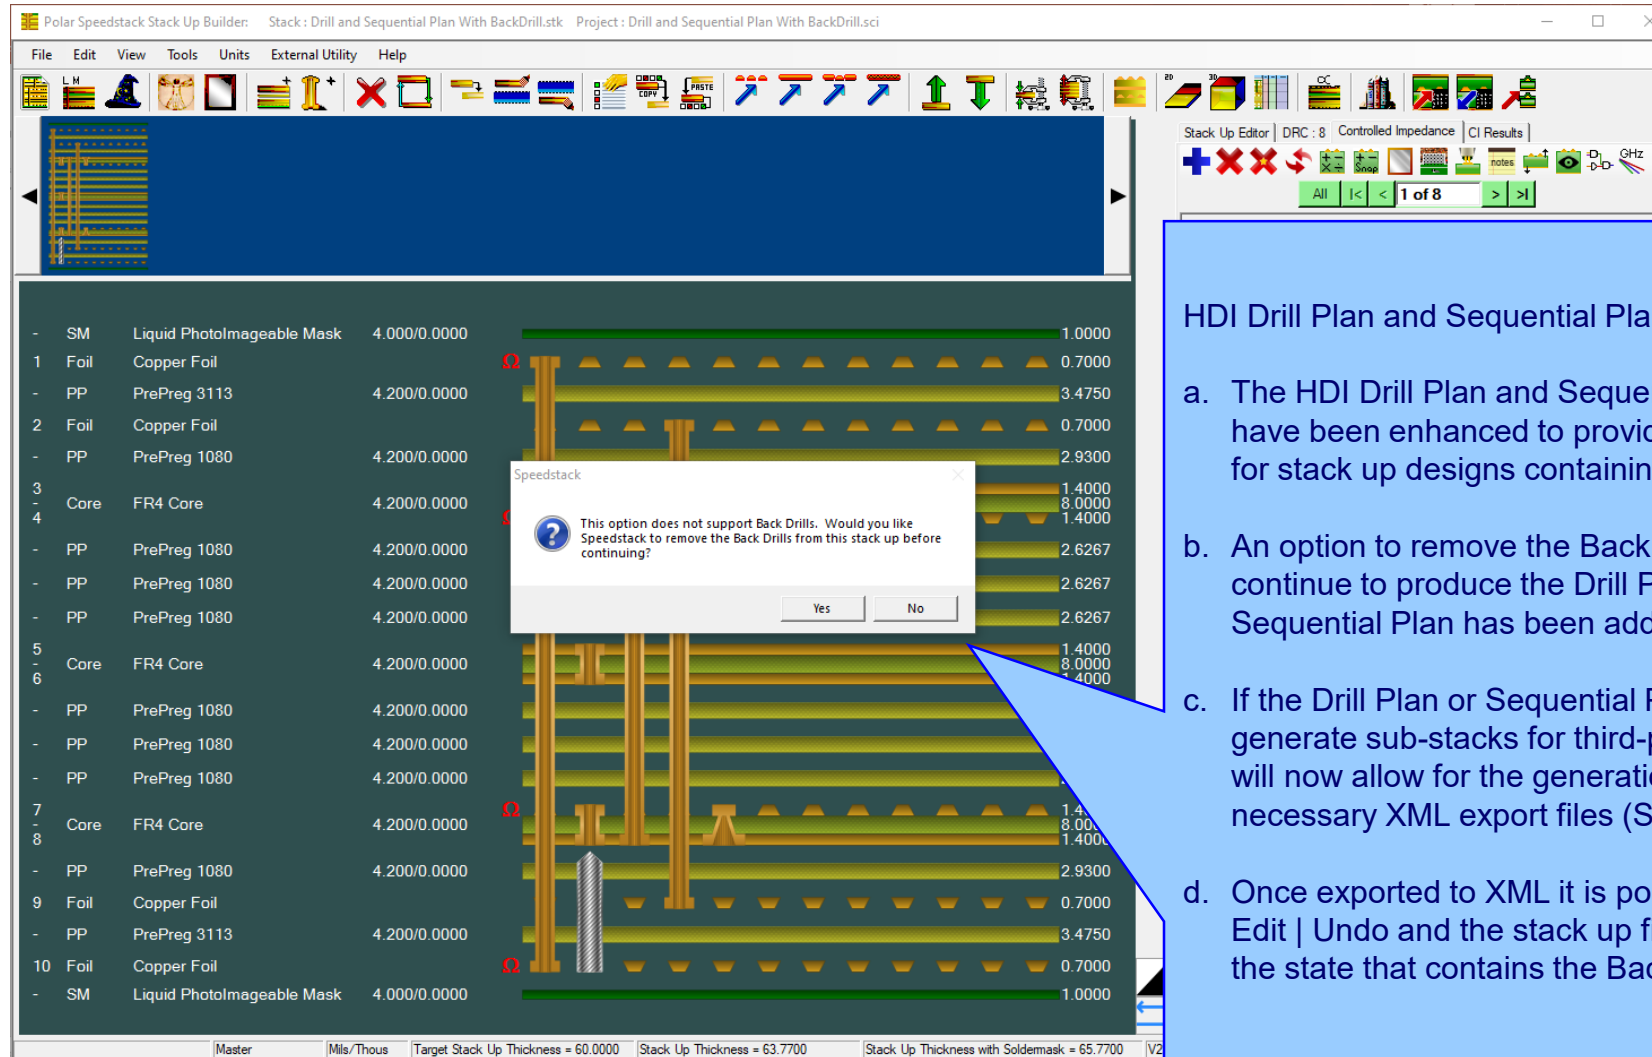 Polar Speedstack Stack Up Builder: Stack : Drill and Sequential Plan With BackDrill.stk Project : Drill and Sequential Plan With BackDrill.sci
File Edit View Tools Units External Utility Help
Stack Up Editor DRC : 8 Controlled Impedance CI Results
GHz
All |< < 1 of 8 > >|
- SM Liquid PhotoImageable Mask 4.000/0.0000 1.0000
1 Foil Copper Foil Ω 0.7000
- PP PrePreg 3113 4.200/0.0000 3.4750
2 Foil Copper Foil 0.7000
- PP PrePreg 1080 4.200/0.0000 2.9300
3 1.4000
- Core FR4 Core 4.200/0.0000 8.0000
4 1.4000
- PP PrePreg 1080 4.200/0.0000 2.6267
- PP PrePreg 1080 4.200/0.0000 2.6267
- PP PrePreg 1080 4.200/0.0000 2.6267
5 1.4000
- Core FR4 Core 4.200/0.0000 8.0000
6 1.4000
- PP PrePreg 1080 4.200/0.0000
- PP PrePreg 1080 4.200/0.0000
- PP PrePreg 1080 4.200/0.0000
7 Ω
- Core FR4 Core 4.200/0.0000
8 1.4000
- PP PrePreg 1080 4.200/0.0000 2.9300
9 Foil Copper Foil 0.7000
- PP PrePreg 3113 4.200/0.0000 3.4750
10 Foil Copper Foil Ω 0.7000
- SM Liquid PhotoImageable Mask 4.000/0.0000 1.0000
Speedstack
This option does not support Back Drills. Would you like
Speedstack to remove the Back Drills from this stack up before
continuing?
Yes No
HDI Drill Plan and Sequential Pla
a. The HDI Drill Plan and Seque
have been enhanced to provi
for stack up designs containin
b. An option to remove the Back
continue to produce the Drill P
Sequential Plan has been add
c. If the Drill Plan or Sequential
generate sub-stacks for third-p
will now allow for the generati
necessary XML export files (S
d. Once exported to XML it is po
Edit | Undo and the stack up f
the state that contains the Ba
Master Mils/Thous Target Stack Up Thickness = 60.0000 Stack Up Thickness = 63.7700 Stack Up Thickness with Soldermask = 65.7700 V2